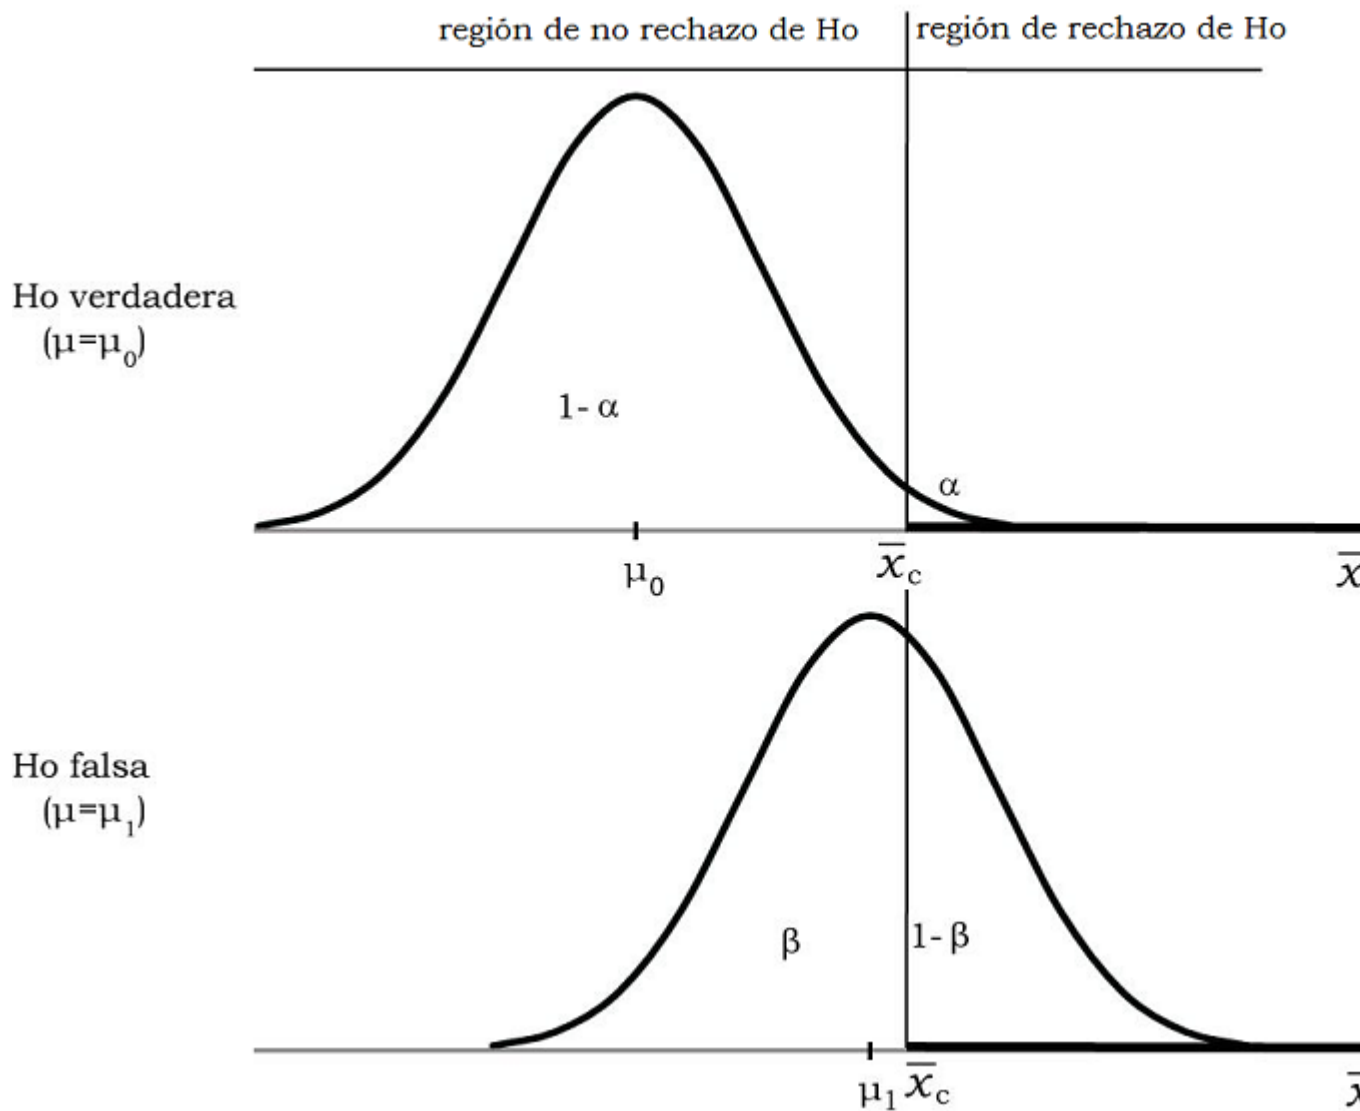 región de no rechazo de Ho
región de rechazo de Ho
Ho verdadera
(μ=μ₀)
1- α
α
μ₀
x̅c
x̅
Ho falsa
(μ=μ₁)
β
1- β
μ₁
x̅c
x̅